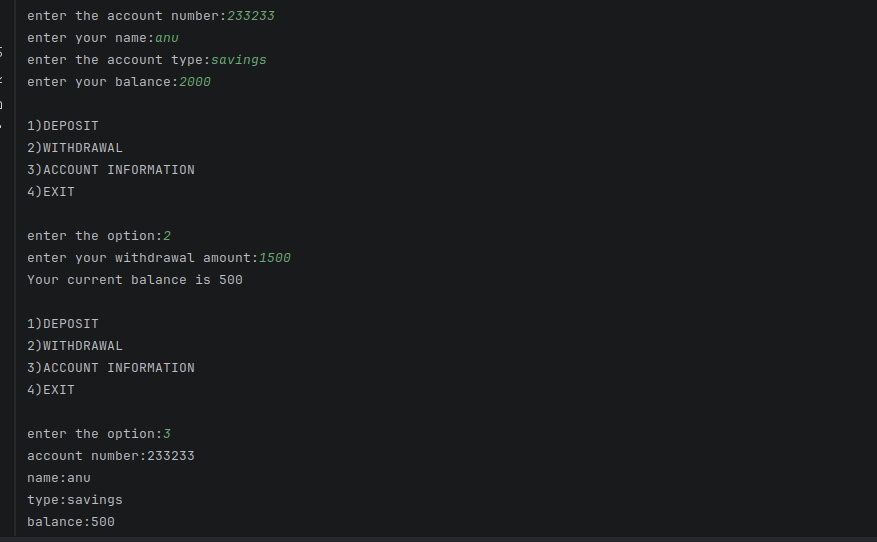 enter the account number:233233
enter your name:anu
enter the account type:savings
enter your balance:2000
1)DEPOSIT
2)WITHDRAWAL
3)ACCOUNT INFORMATION
4)EXIT
enter the option:2
enter your withdrawal amount:1500
Your current balance is 500
1)DEPOSIT
2)WITHDRAWAL
3)ACCOUNT INFORMATION
4)EXIT
enter the option:3
account number:233233
name:anu
type:savings
balance:500